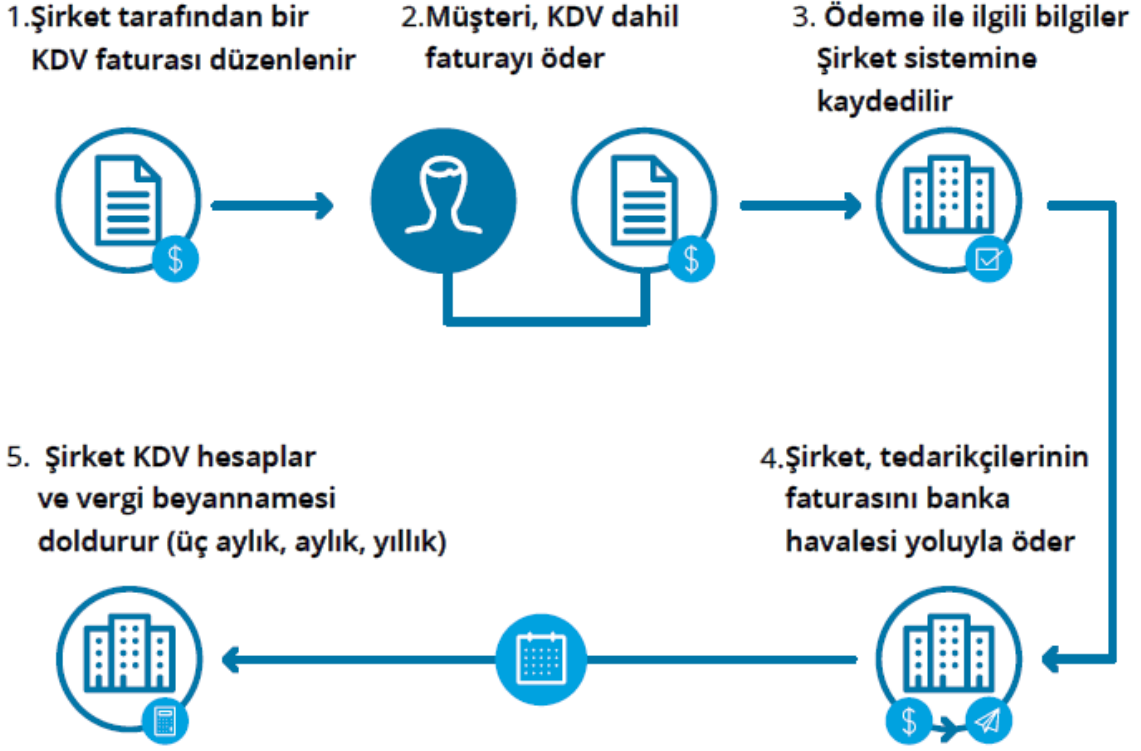 1.Şirket tarafından bir
KDV faturası düzenlenir
2.Müşteri, KDV dahil
faturayı öder
3. Ödeme ile ilgili bilgiler
Şirket sistemine
kaydedilir
$
$
4.Şirket, tedarikçilerinin
faturasını banka
havalesi yoluyla öder
5. Şirket KDV hesaplar
ve vergi beyannamesi
doldurur (üç aylık, aylık, yıllık)
$